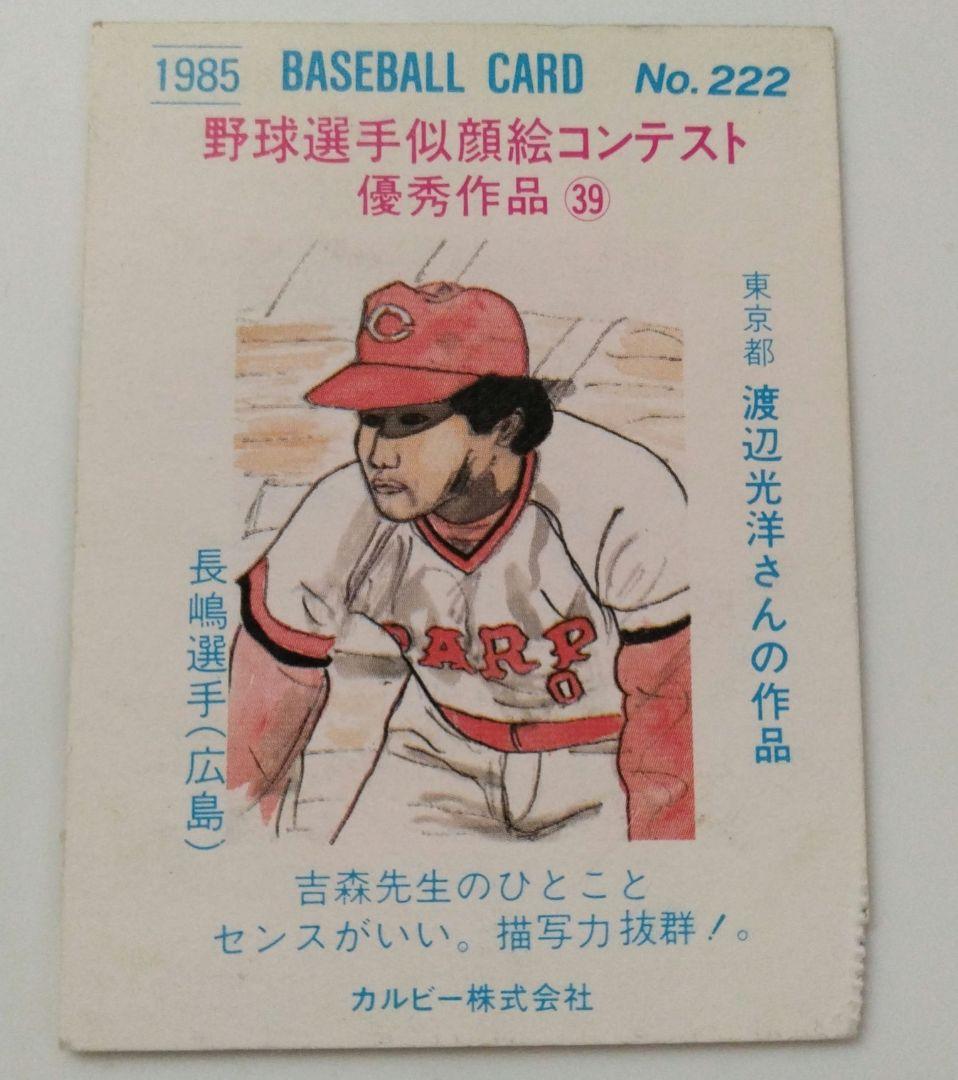 1985 BASEBALL CARD No.222
野球選手似顔絵コンテスト
優秀作品㊴
東京都 渡辺光洋さんの作品
C
CARP
0
長嶋選手(広島)
吉森先生のひとこと
センスがいい。描写力抜群!。
カルビー株式会社